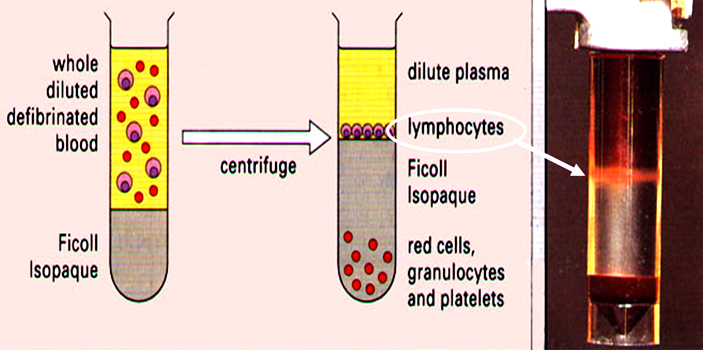 whole
diluted
defibrinated
blood
Ficoll
Isopaque
centrifuge
dilute plasma
lymphocytes
Ficoll
Isopaque
red cells,
granulocytes
and platelets